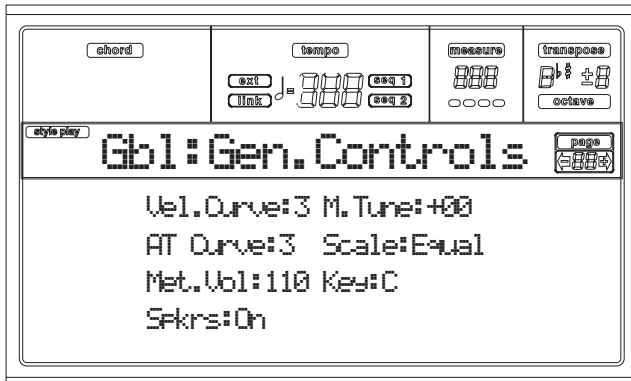 chord tempo measure transpose
ext seq 1
link seq 2 octave
style play
Gbl:Gen.Controls page
Vel.Curve:3 M.Tune:+00
AT Curve:3 Scale:Equal
Met.Vol:110 Key:C
Spkrs:On